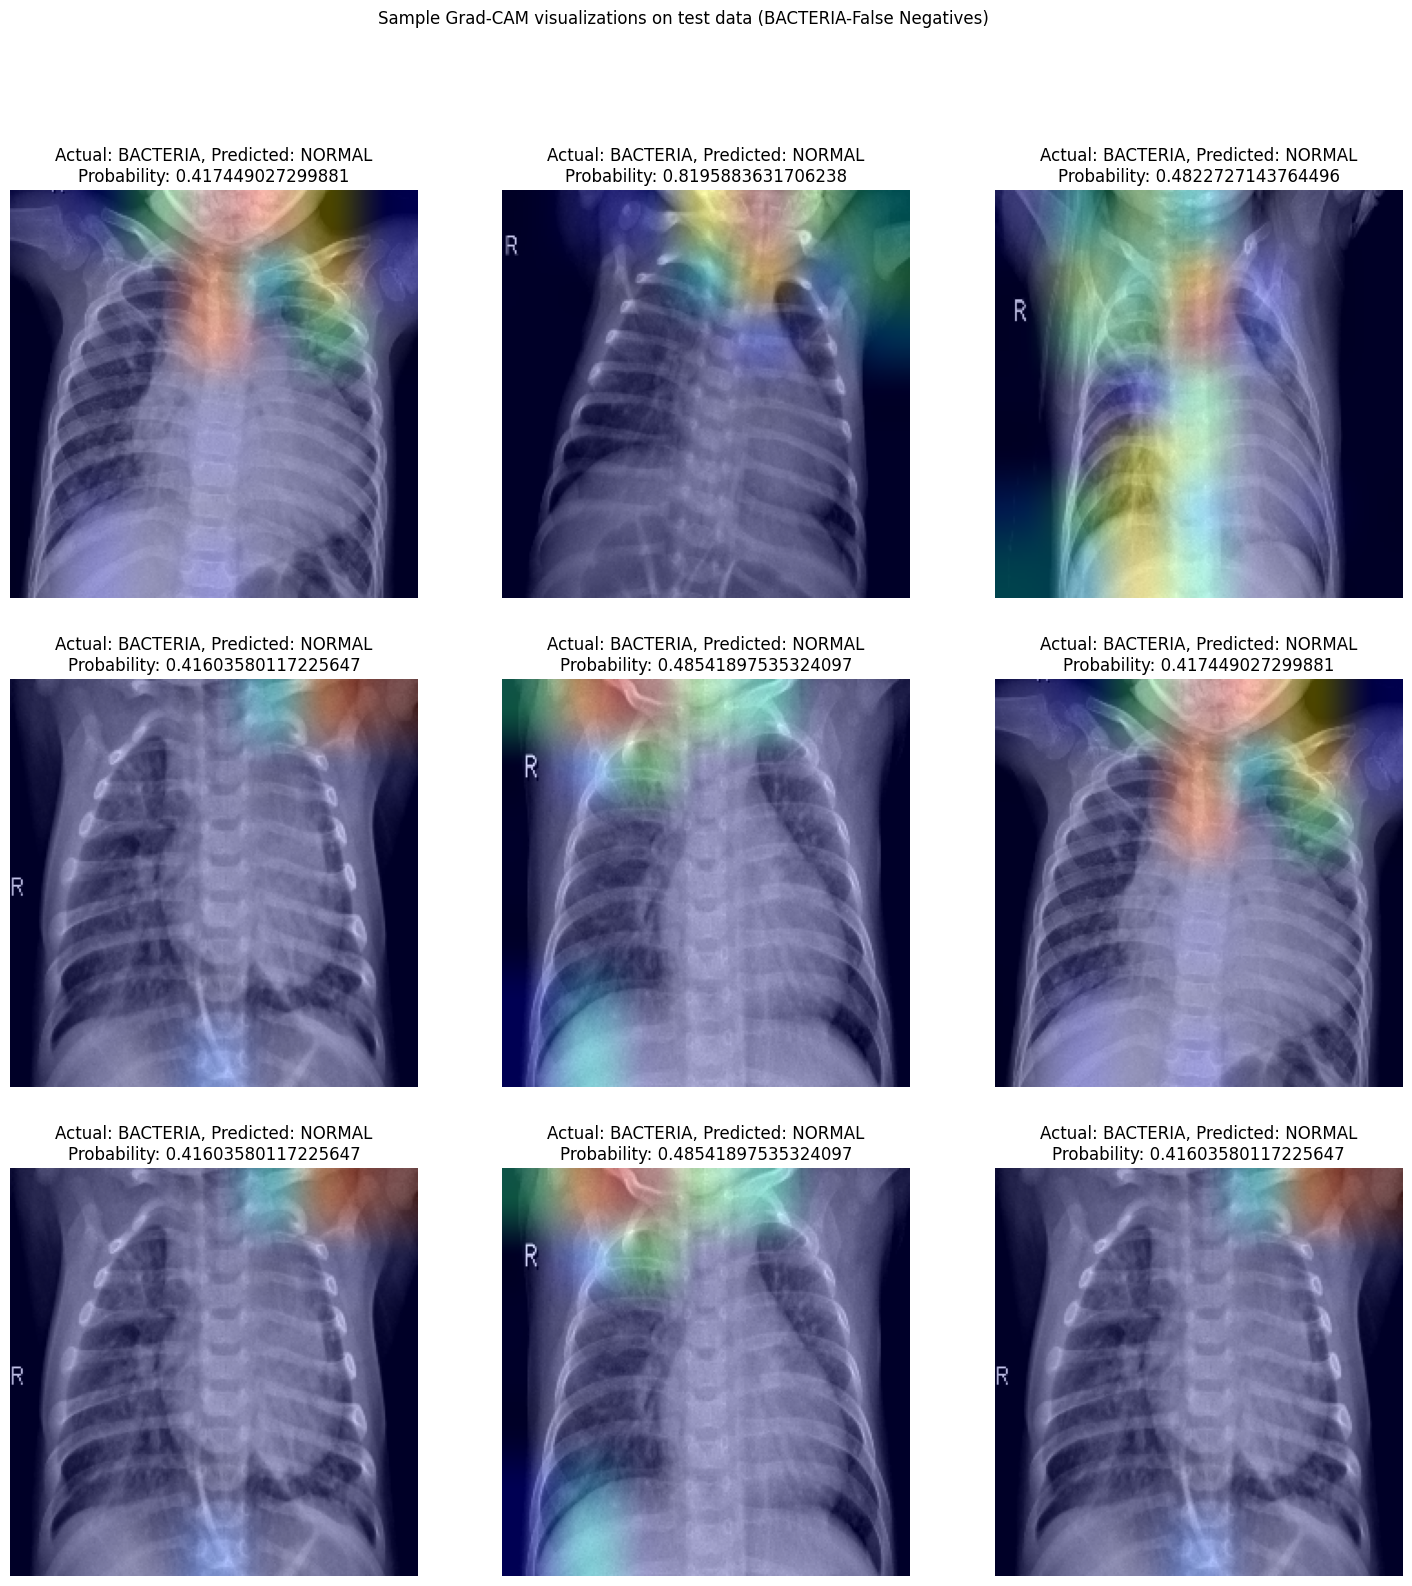 Sample Grad-CAM visualizations on test data (BACTERIA-False Negatives)
Actual: BACTERIA, Predicted: NORMAL
Probability: 0.417449027299881
Actual: BACTERIA, Predicted: NORMAL
Probability: 0.8195883631706238
Actual: BACTERIA, Predicted: NORMAL
Probability: 0.4822727143764496
R
R
Actual: BACTERIA, Predicted: NORMAL
Probability: 0.41603580117225647
Actual: BACTERIA, Predicted: NORMAL
Probability: 0.48541897535324097
Actual: BACTERIA, Predicted: NORMAL
Probability: 0.417449027299881
R
R
Actual: BACTERIA, Predicted: NORMAL
Probability: 0.41603580117225647
Actual: BACTERIA, Predicted: NORMAL
Probability: 0.48541897535324097
Actual: BACTERIA, Predicted: NORMAL
Probability: 0.41603580117225647
R
R
R